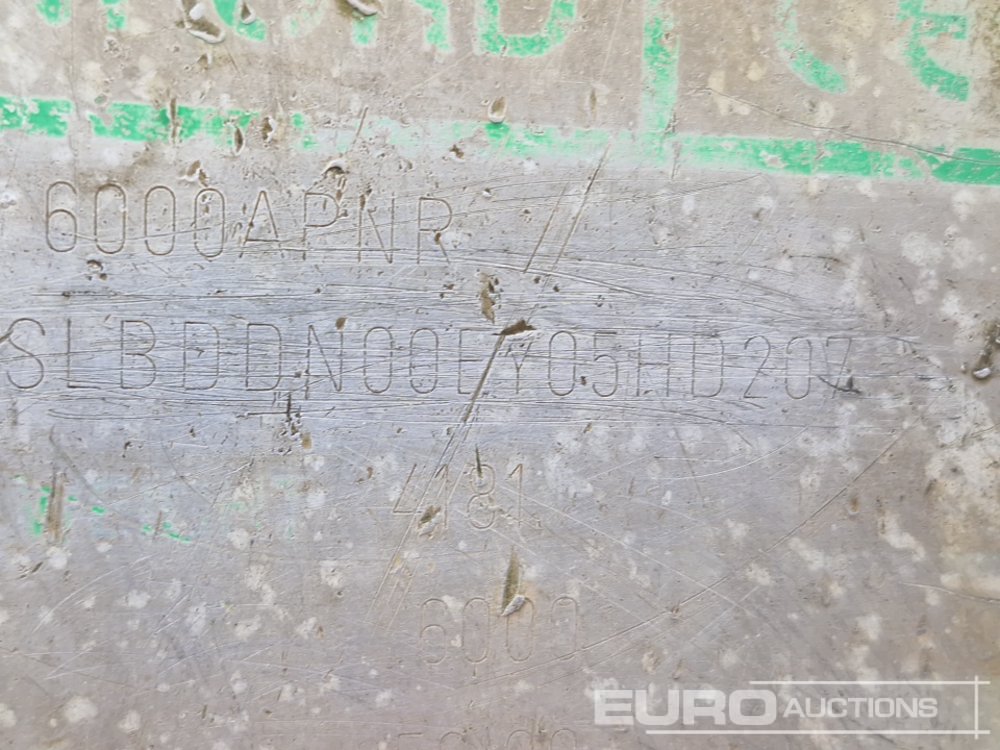 6000APNR
SLBDDN00EY05HD207
4181
6000
EURO AUCTIONS